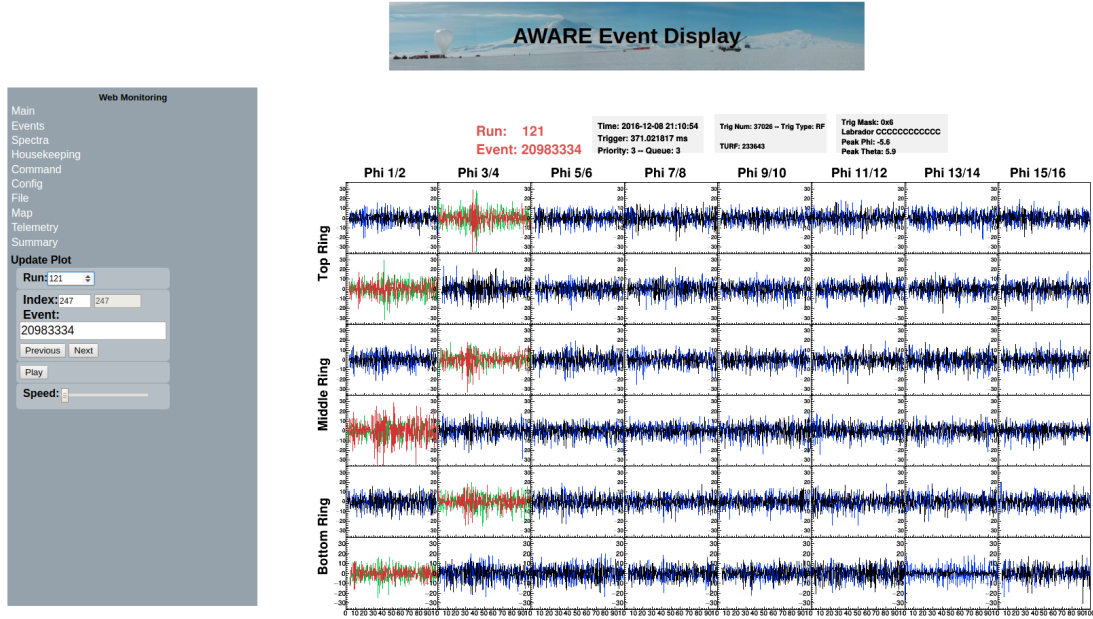 AWARE Event Display
Web Monitoring
Main
Events
Spectra
Housekeeping
Command
Config
File
Map
Telemetry
Summary
Update Plot
Run: 121
Index: 247 247
Event:
20983334
Previous Next
Play
Speed:
Run: 121
Event: 20983334
Time: 2016-12-08 21:10:54
Trigger: 371.021817 ms
Priority: 3 -- Queue: 3
Trig Num: 37026 -- Trig Type: RF
TURF: 233643
Trig Mask: 0x6
Labrador CCCCCCCCCCCC
Peak Phi: -5.6
Peak Theta: 5.9
Phi 1/2 Phi 3/4 Phi 5/6 Phi 7/8 Phi 9/10 Phi 11/12 Phi 13/14 Phi 15/16
Top Ring
Middle Ring
Bottom Ring